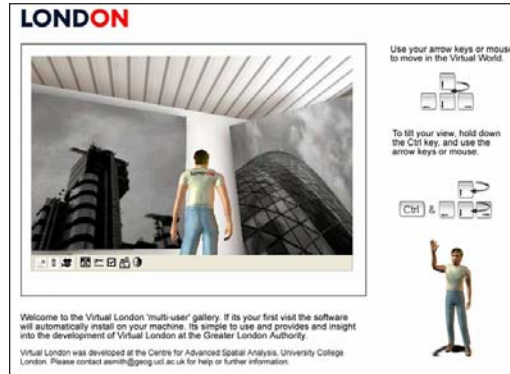 LONDON
Use your arrow keys or mouse
to move in the Virtual World.
To tilt your view, hold down
the Ctrl key, and use the
arrow keys or mouse.
Ctrl &
LONDON
Welcome to the Virtual London 'multi-user' gallery. If its your first visit the software
will automatically install on your machine. Its simple to use and provides and insight
into the development of Virtual London at the Greater London Authority.
Virtual London was developed at the Centre for Advanced Spatial Analysis, University College
London. Please contact asmith@geog.ucl.ac.uk for help or further information.